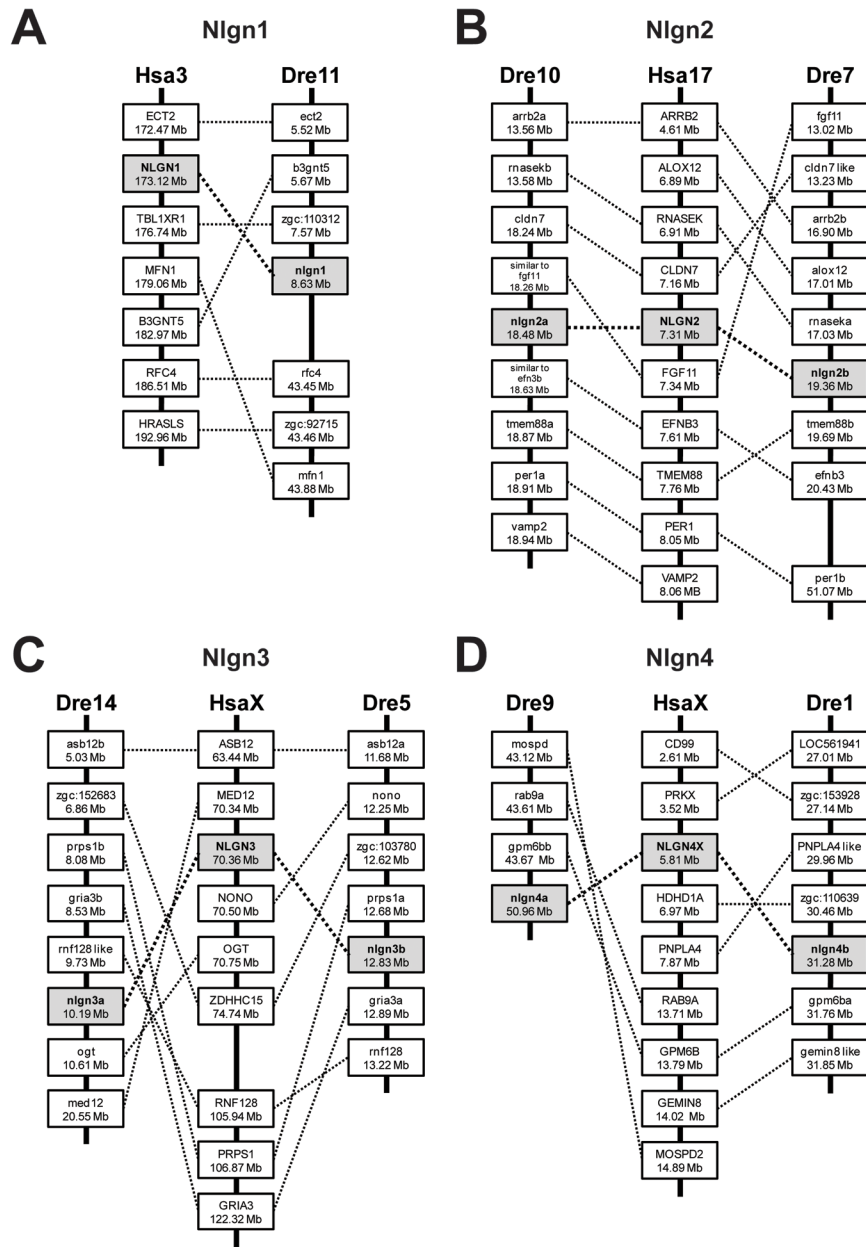 A
Nlgn1
Hsa3
Dre11
ECT2
172.47 Mb
NLGN1
173.12 Mb
TBL1XR1
176.74 Mb
MFN1
179.06 Mb
B3GNT5
182.97 Mb
RFC4
186.51 Mb
HRASLS
192.96 Mb
ect2
5.52 Mb
b3gnt5
5.67 Mb
zgc:110312
7.57 Mb
nlgn1
8.63 Mb
rfc4
43.45 Mb
zgc:92715
43.46 Mb
mfn1
43.88 Mb
B
Nlgn2
Dre10
Hsa17
Dre7
arrb2a
13.56 Mb
rnasekb
13.58 Mb
cldn7
18.24 Mb
similar to
fgf11
18.26 Mb
nlgn2a
18.48 Mb
similar to
efn3b
18.63 Mb
tmem88a
18.87 Mb
per1a
18.91 Mb
vamp2
18.94 Mb
ARRB2
4.61 Mb
ALOX12
6.89 Mb
RNASEK
6.91 Mb
CLDN7
7.16 Mb
NLGN2
7.31 Mb
FGF11
7.34 Mb
EFNB3
7.61 Mb
TMEM88
7.76 Mb
PER1
8.05 Mb
VAMP2
8.06 MB
fgf11
13.02 Mb
cldn7 like
13.23 Mb
arrb2b
16.90 Mb
alox12
17.01 Mb
rnaseka
17.03 Mb
nlgn2b
19.36 Mb
tmem88b
19.69 Mb
efnb3
20.43 Mb
per1b
51.07 Mb
C
Nlgn3
Dre14
HsaX
Dre5
asb12b
5.03 Mb
zgc:152683
6.86 Mb
prps1b
8.08 Mb
gria3b
8.53 Mb
rnf128 like
9.73 Mb
nlgn3a
10.19 Mb
ogt
10.61 Mb
med12
20.55 Mb
ASB12
63.44 Mb
MED12
70.34 Mb
NLGN3
70.36 Mb
NONO
70.50 Mb
OGT
70.75 Mb
ZDHHC15
74.74 Mb
RNF128
105.94 Mb
PRPS1
106.87 Mb
GRIA3
122.32 Mb
asb12a
11.68 Mb
nono
12.25 Mb
zgc:103780
12.62 Mb
prps1a
12.68 Mb
nlgn3b
12.83 Mb
gria3a
12.89 Mb
rnf128
13.22 Mb
D
Nlgn4
Dre9
HsaX
Dre1
mospd
43.12 Mb
rab9a
43.61 Mb
gpm6bb
43.67 Mb
nlgn4a
50.96 Mb
CD99
2.61 Mb
PRKX
3.52 Mb
NLGN4X
5.81 Mb
HDHD1A
6.97 Mb
PNPLA4
7.87 Mb
RAB9A
13.71 Mb
GPM6B
13.79 Mb
GEMIN8
14.02 Mb
MOSPD2
14.89 Mb
LOC561941
27.01 Mb
zgc:153928
27.14 Mb
PNPLA4 like
29.96 Mb
zgc:110639
30.46 Mb
nlgn4b
31.28 Mb
gpm6ba
31.76 Mb
gemin8 like
31.85 Mb